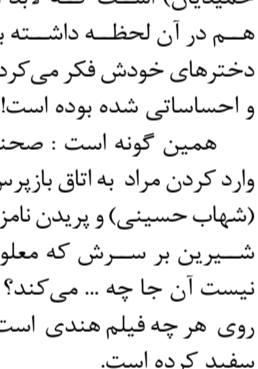 حمیدیان) است که لابد
هم در آن لحظه داشته ب
دخترهای خودش فکر می‌کرد
و احساساتی شده بوده است!
همین گونه است : صحن
وارد کردن مراد به اتاق بازپرس
(شهاب حسینی) و پریدن نامز
شیرین بر سرش که معلو
نیست آن جا چه ... می‌کند؟
روی هر چه فیلم هندی است
سفید کرده است.